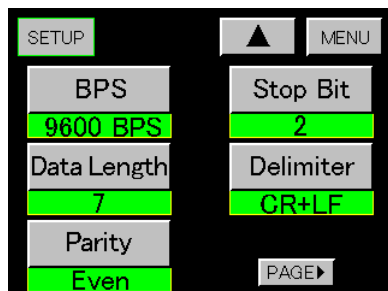 SETUP ▲ MENU
BPS Stop Bit
9600 BPS 2
Data Length Delimiter
7 CR+LF
Parity
Even PAGE▶